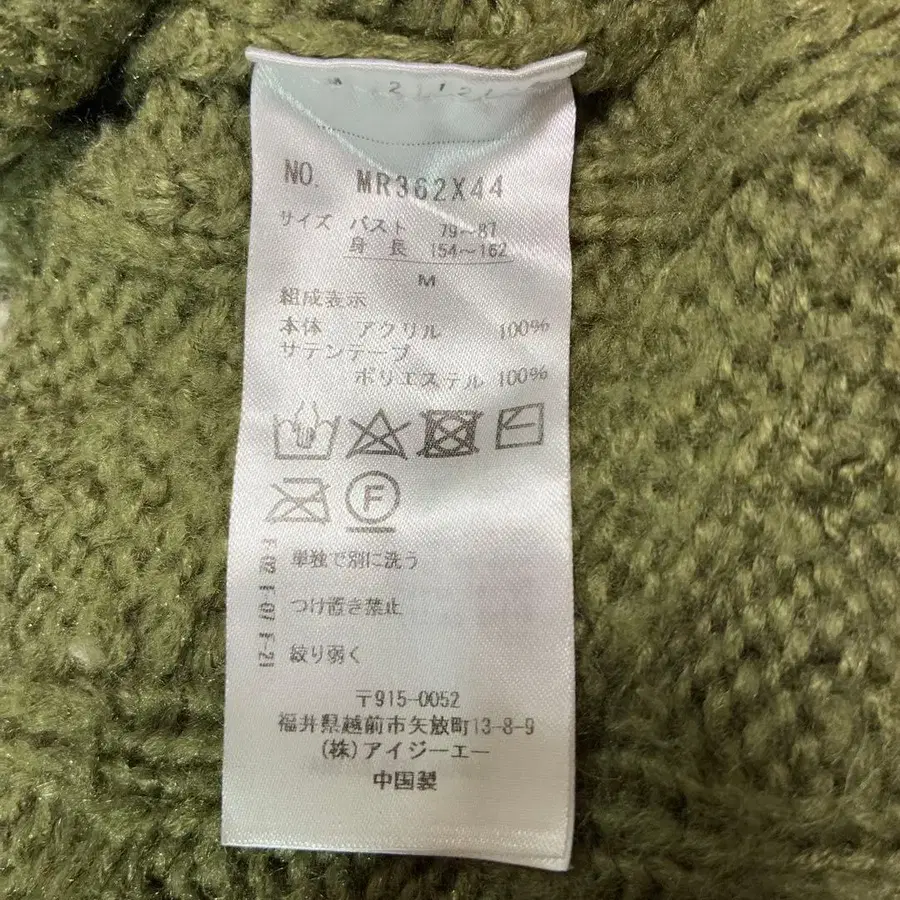 NO. MR362X44
サイズ バスト 79～87
身長 154～162
M
組成表示
本体 アクリル 100%
サテンテープ
ポリエステル 100%
F
単独で別に洗う
つけ置き禁止
絞り弱く
〒915-0052
福井県越前市矢放町13-8-9
(株)アイジーエー
中国製